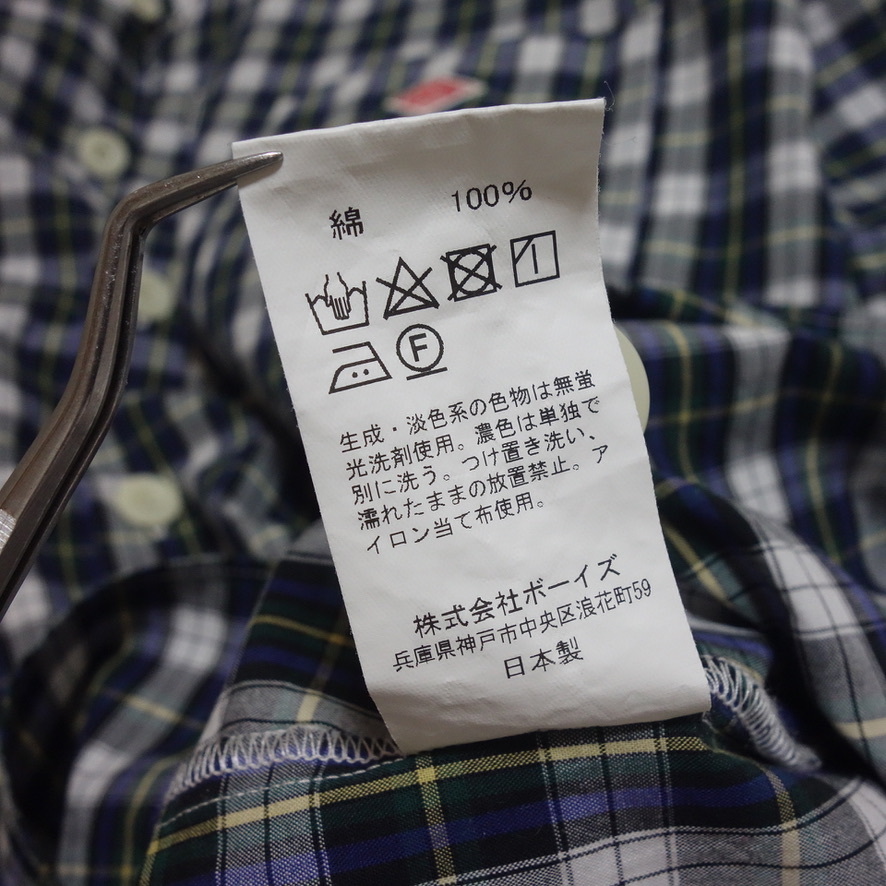 綿 100%
F
生成・淡色系の色物は無蛍
光洗剤使用。濃色は単独で
別に洗う。つけ置き洗い、
濡れたままの放置禁止。ア
イロン当て布使用。
株式会社ボーイズ
兵庫県神戸市中央区浪花町59
日本製